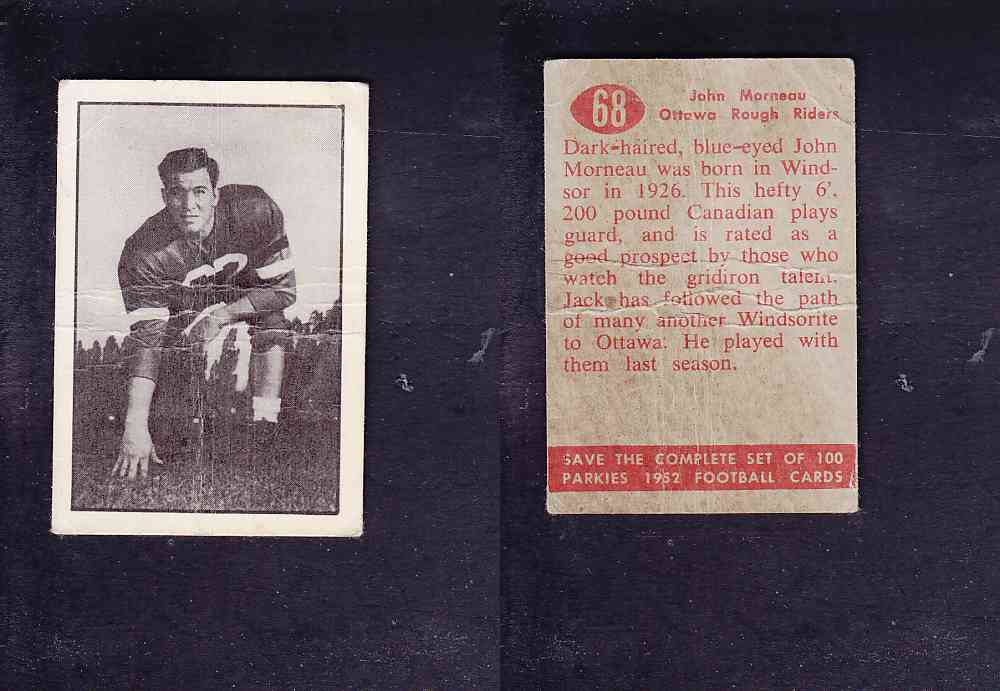 68
John Morneau
Ottawa Rough Riders
Dark-haired, blue-eyed John
Morneau was born in Wind-
sor in 1926. This hefty 6',
200 pound Canadian plays
guard, and is rated as a
good prospect by those who
watch the gridiron talent.
Jack has followed the path
of many another Windsorite
to Ottawa. He played with
them last season.
SAVE THE COMPLETE SET OF 100
PARKIES 1952 FOOTBALL CARDS